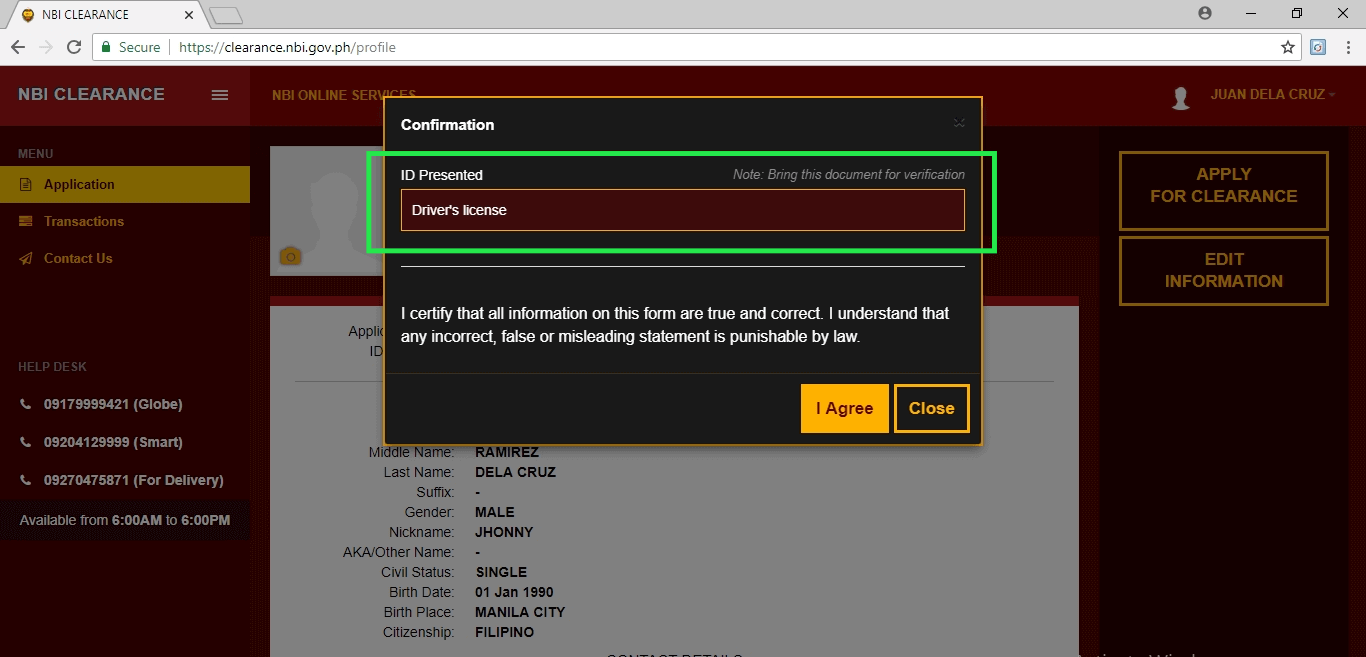 NBI CLEARANCE
Secure
https://clearance.nbi.gov.ph/profile
NBI CLEARANCE
NBI ONLINE SERVICES
JUAN DELA CRUZ
MENU
Application
Transactions
Contact Us
HELP DESK
09179999421 (Globe)
09204129999 (Smart)
09270475871 (For Delivery)
Available from 6:00AM to 6:00PM
Confirmation
×
ID Presented
Note: Bring this document for verification
Driver's license
I certify that all information on this form are true and correct. I understand that
any incorrect, false or misleading statement is punishable by law.
I Agree
Close
APPLY
FOR CLEARANCE
EDIT
INFORMATION
ID
Middle Name: RAMIREZ
Last Name: DELA CRUZ
Suffix: -
Gender: MALE
Nickname: JHONNY
AKA/Other Name: -
Civil Status: SINGLE
Birth Date: 01 Jan 1990
Birth Place: MANILA CITY
Citizenship: FILIPINO
CONTACT DETAILS